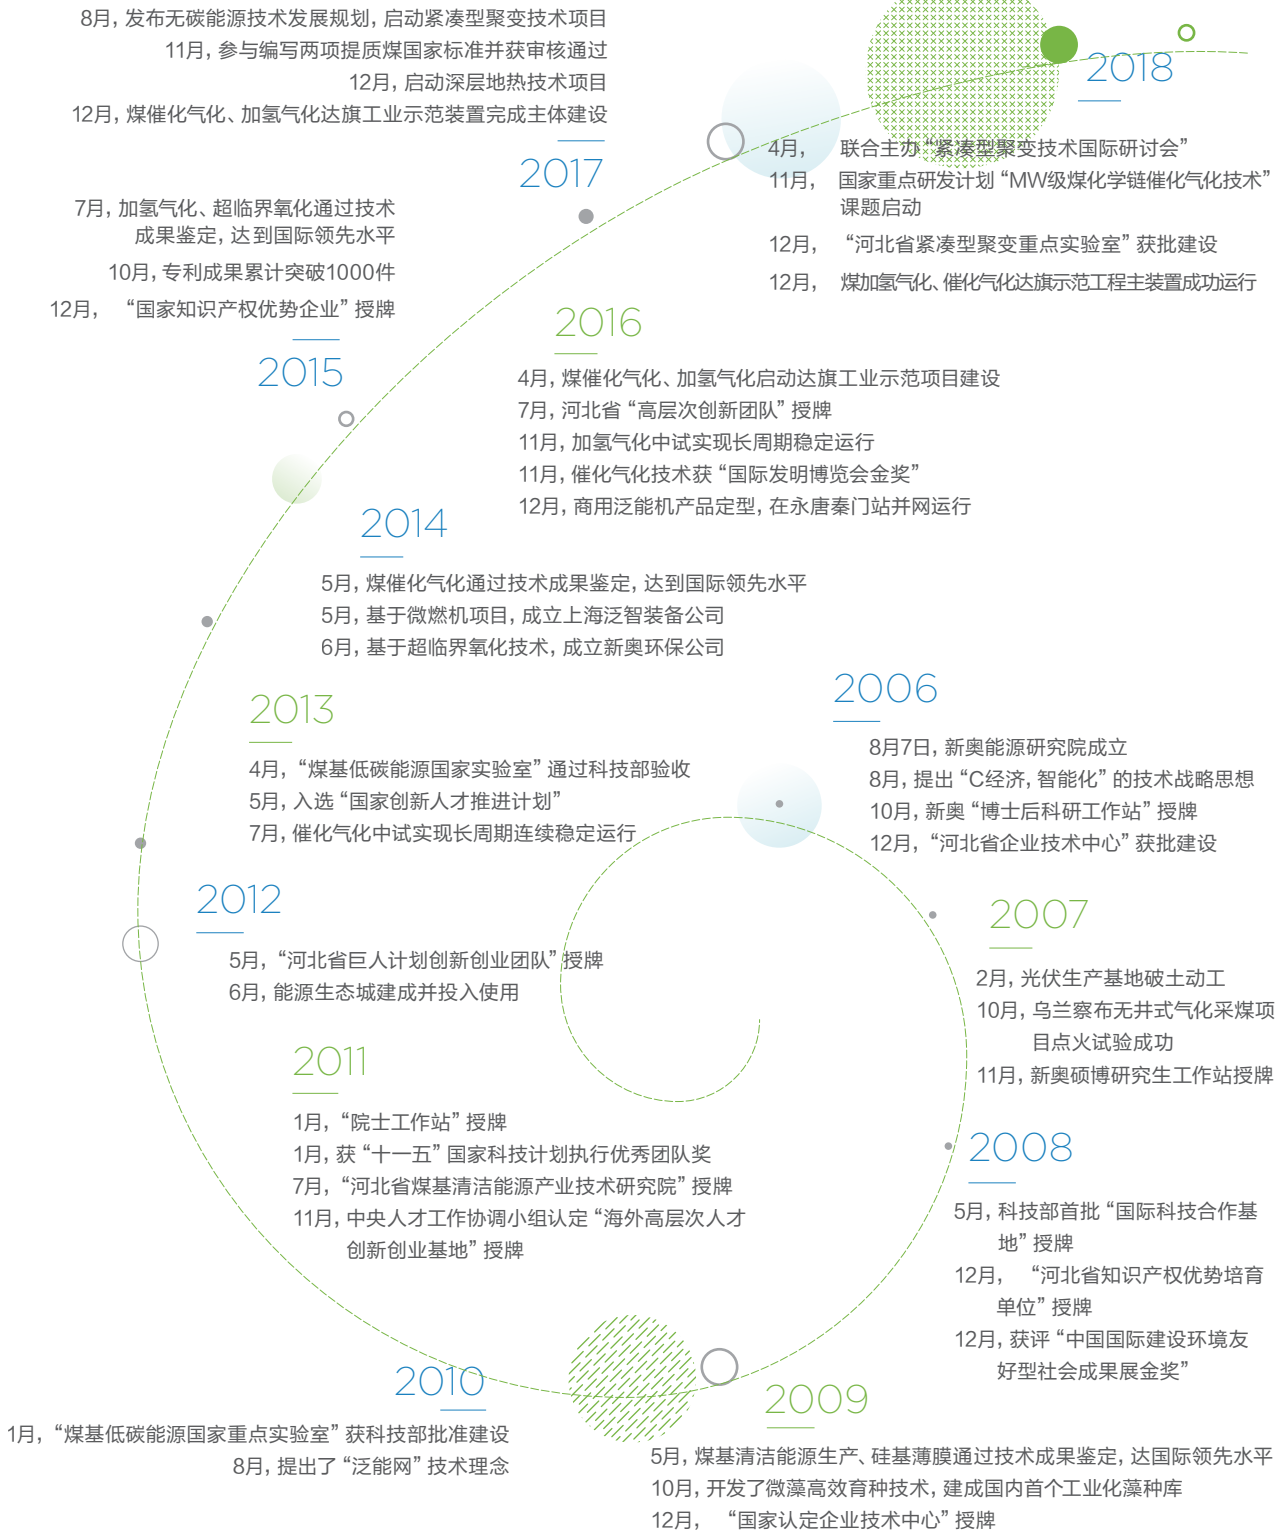 8月, 发布无碳能源技术发展规划, 启动紧凑型聚变技术项目
11月, 参与编写两项提质煤国家标准并获审核通过
12月, 启动深层地热技术项目
12月, 煤催化气化、加氢气化达旗工业示范装置完成主体建设
2017
2018
4月, 联合主办“紧凑型聚变技术国际研讨会”
11月, 国家重点研发计划“MW级煤化学链催化气化技术”
课题启动
12月, “河北省紧凑型聚变重点实验室”获批建设
12月, 煤加氢气化、催化气化达旗示范工程主装置成功运行
7月, 加氢气化、超临界氧化通过技术
成果鉴定, 达到国际领先水平
10月, 专利成果累计突破1000件
12月, “国家知识产权优势企业”授牌
2015
2016
4月, 煤催化气化、加氢气化启动达旗工业示范项目建设
7月, 河北省“高层次创新团队”授牌
11月, 加氢气化中试实现长周期稳定运行
11月, 催化气化技术获“国际发明博览会金奖”
12月, 商用泛能机产品定型, 在永唐秦门站并网运行
2014
5月, 煤催化气化通过技术成果鉴定, 达到国际领先水平
5月, 基于微燃机项目, 成立上海泛智装备公司
6月, 基于超临界氧化技术, 成立新奥环保公司
2013
4月, “煤基低碳能源国家实验室”通过科技部验收
5月, 入选“国家创新人才推进计划”
7月, 催化气化中试实现长周期连续稳定运行
2006
8月7日, 新奥能源研究院成立
8月, 提出“C经济, 智能化”的技术战略思想
10月, 新奥“博士后科研工作站”授牌
12月, “河北省企业技术中心”获批建设
2012
5月, “河北省巨人计划创新创业团队”授牌
6月, 能源生态城建成并投入使用
2007
2月, 光伏生产基地破土动工
10月, 乌兰察布无井式气化采煤项
目点火试验成功
11月, 新奥硕博研究生工作站授牌
2011
1月, “院士工作站”授牌
1月, 获“十一五”国家科技计划执行优秀团队奖
7月, “河北省煤基清洁能源产业技术研究院”授牌
11月, 中央人才工作协调小组认定“海外高层次人才
创新创业基地”授牌
2008
5月, 科技部首批“国际科技合作基
地”授牌
12月, “河北省知识产权优势培育
单位”授牌
12月, 获评“中国国际建设环境友
好型社会成果展金奖”
2010
1月, “煤基低碳能源国家重点实验室”获科技部批准建设
8月, 提出了“泛能网”技术理念
2009
5月, 煤基清洁能源生产、硅基薄膜通过技术成果鉴定, 达国际领先水平
10月, 开发了微藻高效育种技术, 建成国内首个工业化藻种库
12月, “国家认定企业技术中心”授牌